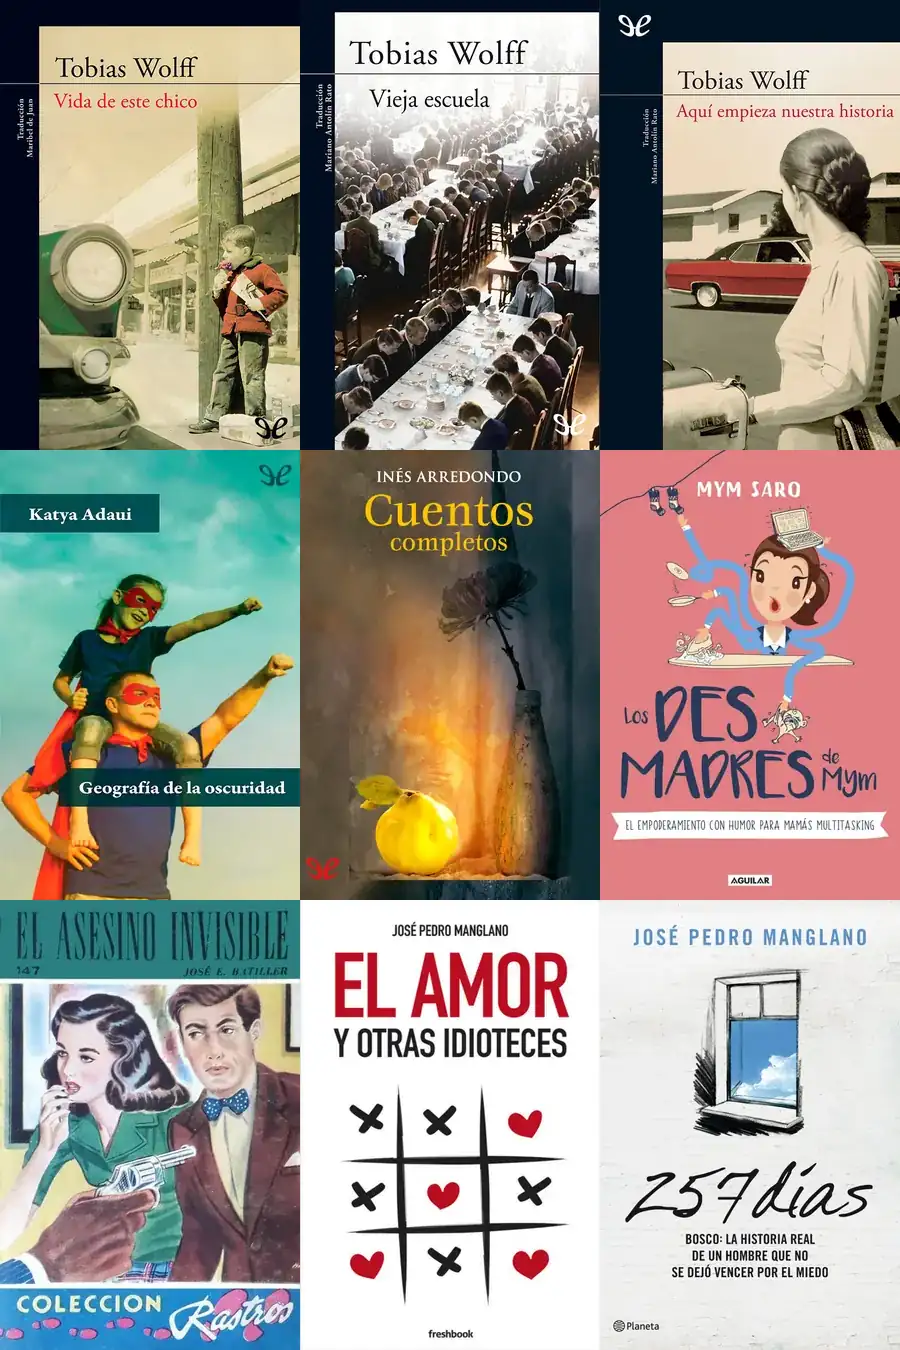 Tobias Wolff
Vida de este chico
Traducción
Maribel de Juan
Tobias Wolff
Vieja escuela
Traducción
Mariano Antolín Rato
Tobias Wolff
Aquí empieza nuestra historia
Traducción
Mariano Antolín Rato
Katya Adaui
Geografía de la oscuridad
INÉS ARREDONDO
Cuentos
completos
MYM SARO
LOS DES
MADRES de
Mym
EL EMPODERAMIENTO CON HUMOR PARA MAMÁS MULTITASKING
AGUILAR
EL ASESINO INVISIBLE
147
JOSÉ E. BATILLER
COLECCION
Rastros
JOSÉ PEDRO MANGLANO
EL AMOR
Y OTRAS IDIOTECES
freshbook
JOSÉ PEDRO MANGLANO
257 días
BOSCO: LA HISTORIA REAL
DE UN HOMBRE QUE NO
SE DEJÓ VENCER POR EL MIEDO
Planeta